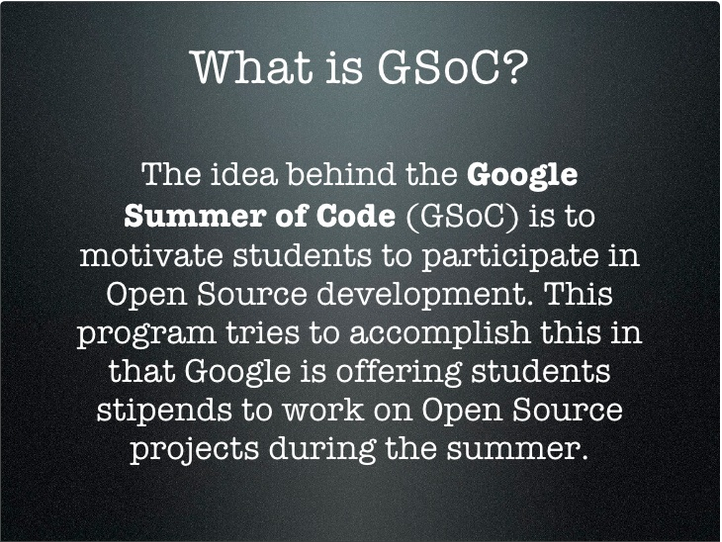 What is GSoC?
The idea behind the Google
Summer of Code (GSoC) is to
motivate students to participate in
Open Source development. This
program tries to accomplish this in
that Google is offering students
stipends to work on Open Source
projects during the summer.